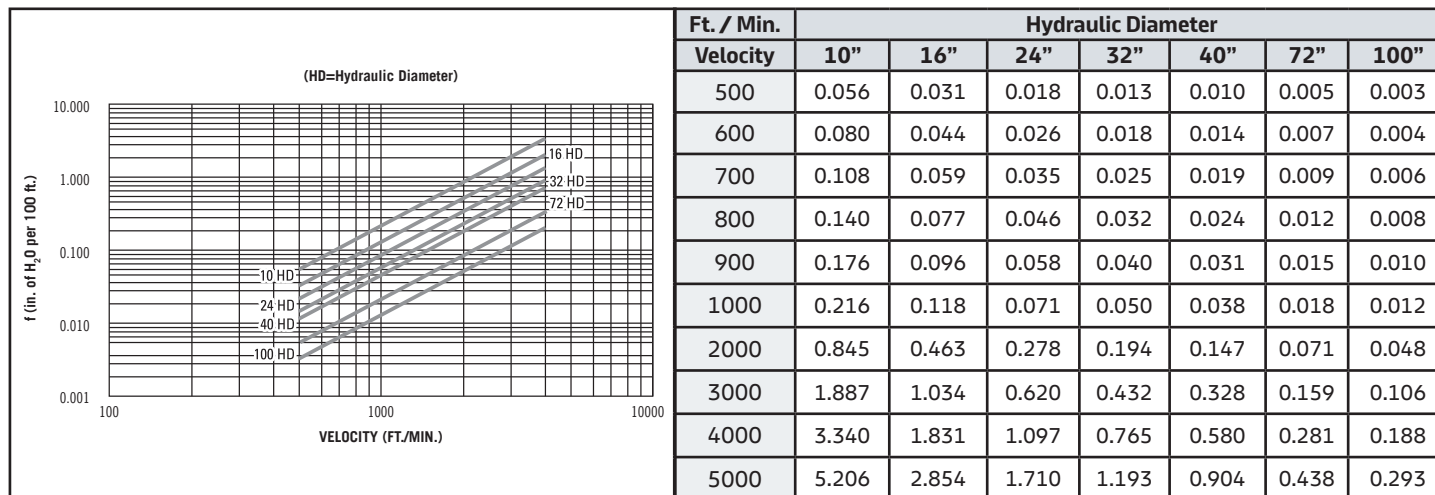 (HD=Hydraulic Diameter)
f (in. of H₂O per 100 ft.)
10.000
1.000
0.100
0.010
0.001
16 HD
32 HD
72 HD
10 HD
24 HD
40 HD
100 HD
100 1000 10000
VELOCITY (FT./MIN.)
Ft. / Min. Hydraulic Diameter
Velocity 10” 16” 24” 32” 40” 72” 100”
500 0.056 0.031 0.018 0.013 0.010 0.005 0.003
600 0.080 0.044 0.026 0.018 0.014 0.007 0.004
700 0.108 0.059 0.035 0.025 0.019 0.009 0.006
800 0.140 0.077 0.046 0.032 0.024 0.012 0.008
900 0.176 0.096 0.058 0.040 0.031 0.015 0.010
1000 0.216 0.118 0.071 0.050 0.038 0.018 0.012
2000 0.845 0.463 0.278 0.194 0.147 0.071 0.048
3000 1.887 1.034 0.620 0.432 0.328 0.159 0.106
4000 3.340 1.831 1.097 0.765 0.580 0.281 0.188
5000 5.206 2.854 1.710 1.193 0.904 0.438 0.293